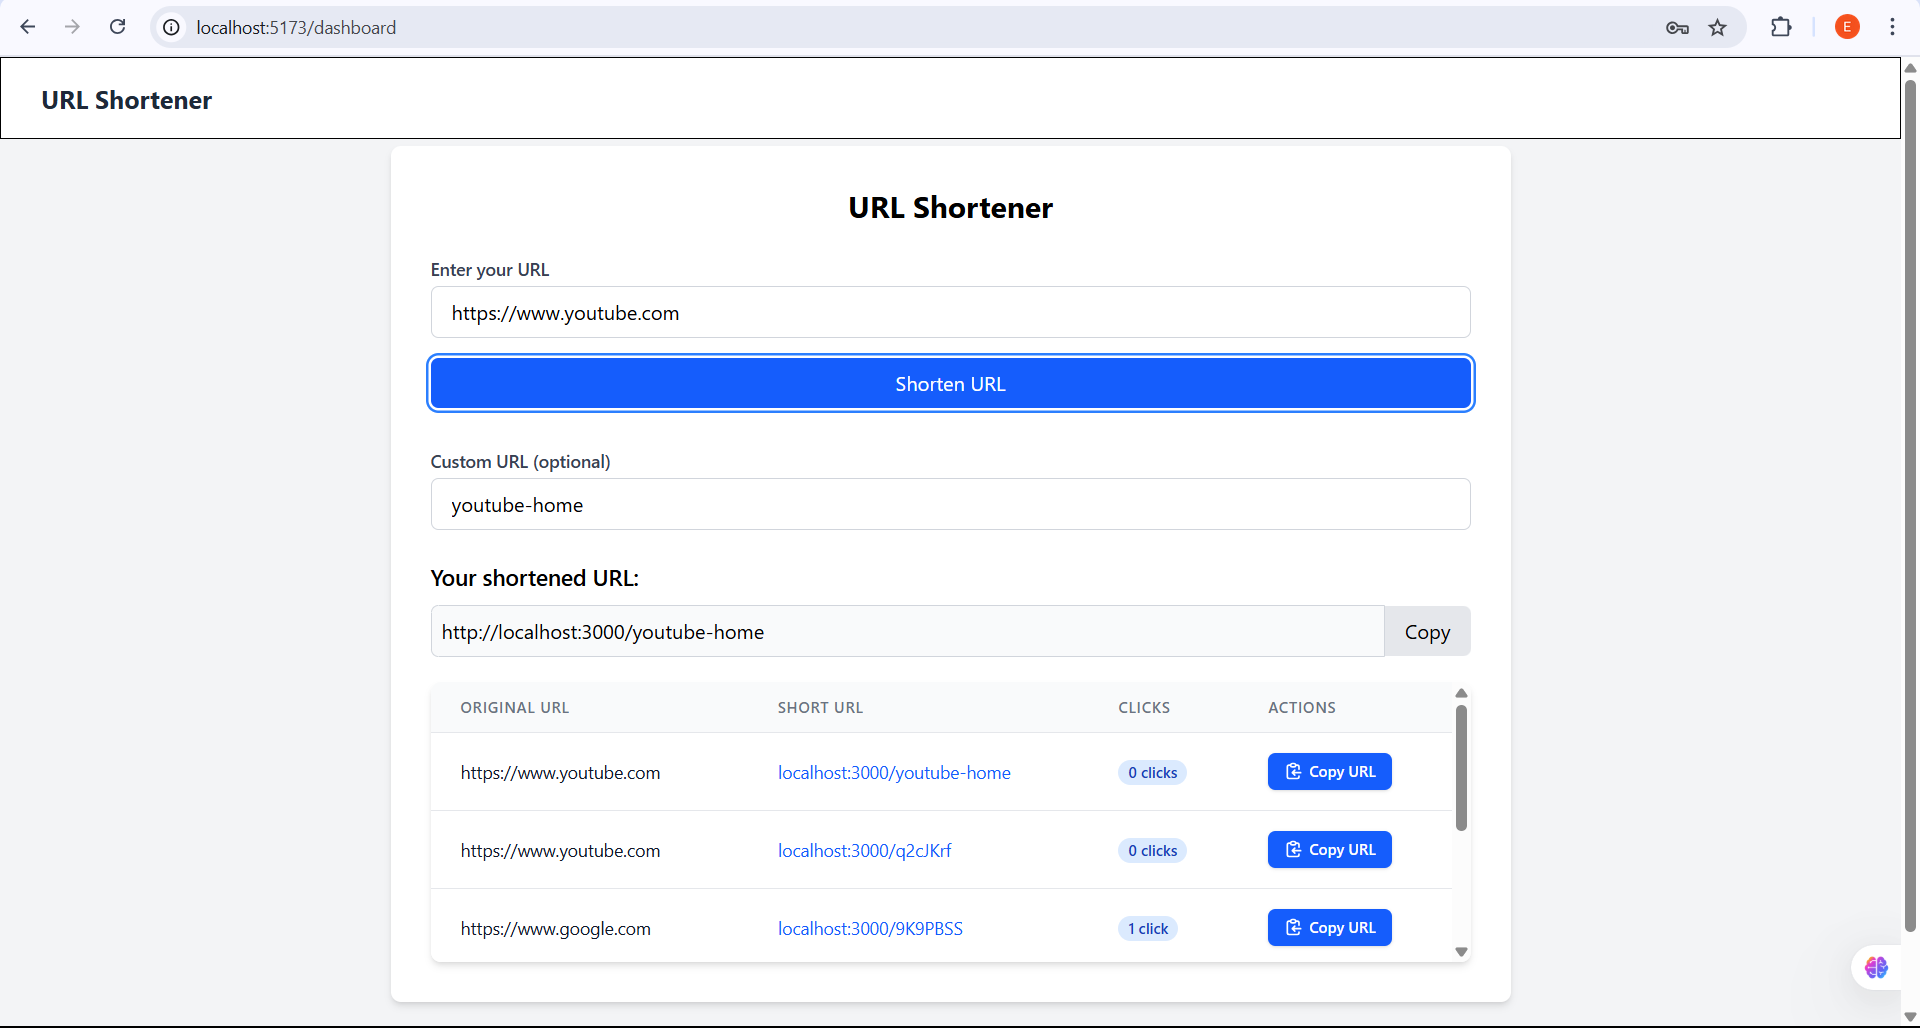 localhost:5173/dashboard
E
URL Shortener
URL Shortener
Enter your URL
https://www.youtube.com
Shorten URL
Custom URL (optional)
youtube-home
Your shortened URL:
http://localhost:3000/youtube-home
Copy
ORIGINAL URL SHORT URL CLICKS ACTIONS
https://www.youtube.com localhost:3000/youtube-home 0 clicks Copy URL
https://www.youtube.com localhost:3000/q2cJKrf 0 clicks Copy URL
https://www.google.com localhost:3000/9K9PBSS 1 click Copy URL